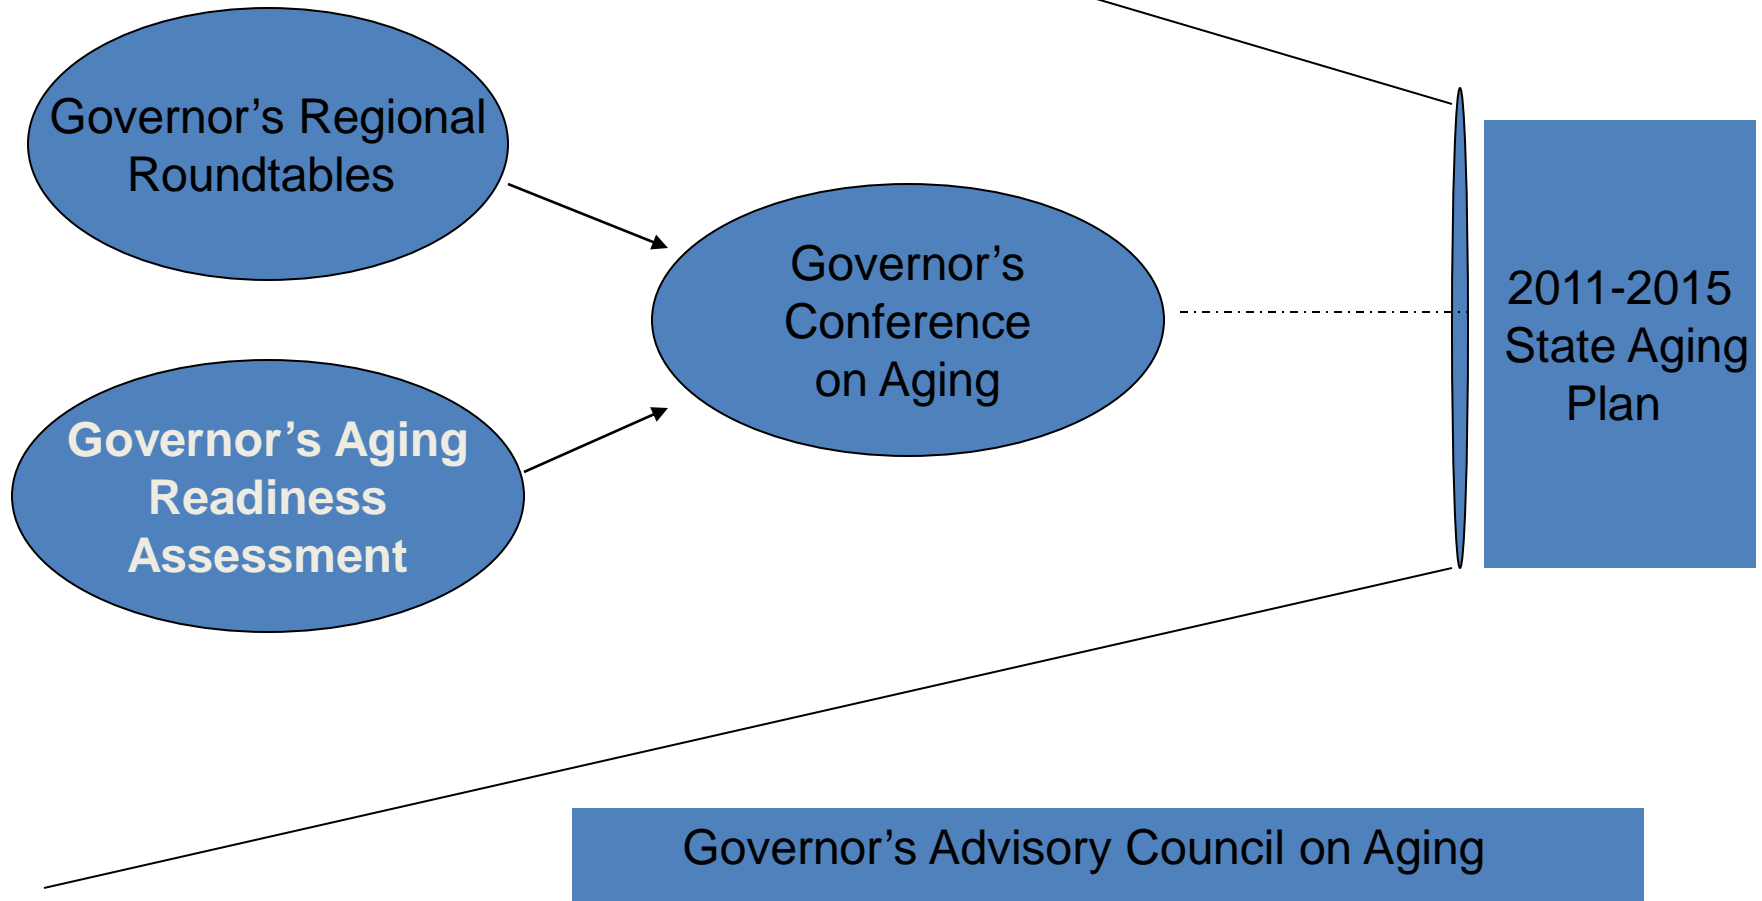 Governor’s Regional
Roundtables
Governor’s Aging
Readiness
Assessment
Governor’s
Conference
on Aging
2011-2015
State Aging
Plan
Governor’s Advisory Council on Aging